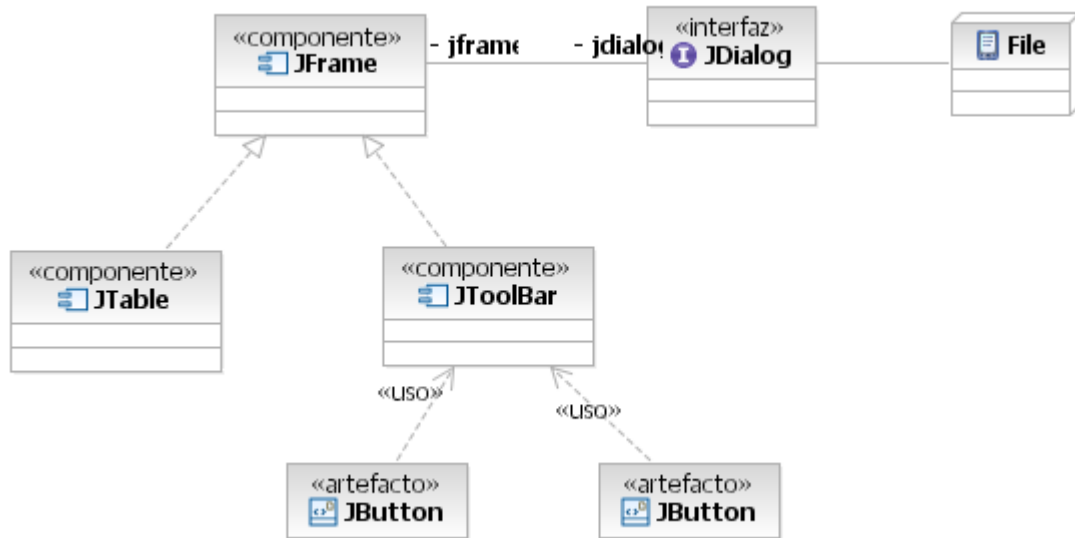 «componente»
JFrame
- jframe
- jdialog
«interfaz»
JDialog
File
«componente»
JTable
«componente»
JToolBar
«uso»
«uso»
«artefacto»
JButton
«artefacto»
JButton